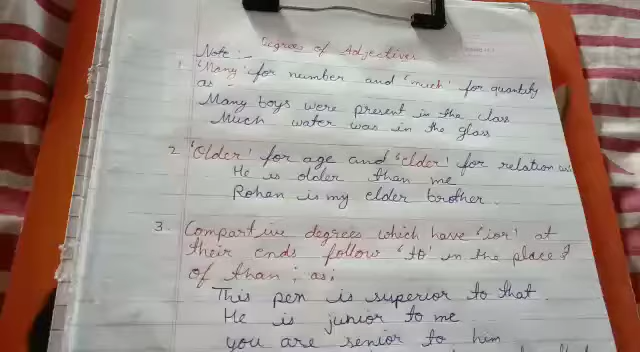 Degrees of Adjectives
Note:-
1. 'Many' for number and 'much' for quantity
as -
Many boys were present in the class
Much water was in the glass
2. 'Older' for age and 'elder' for relation
He is older than me
Rohan is my elder brother.
3. Compartive degrees which have 'ior' at
their ends follow 'to' in the place
of than; as;
This pen is superior to that.
He is junior to me
you are senior to him